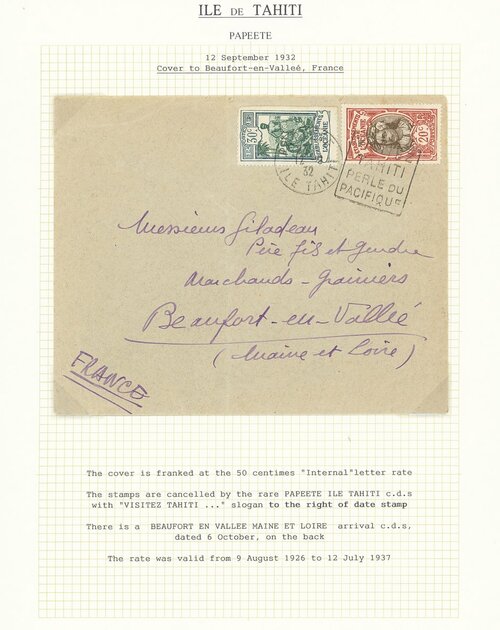 ILE DE TAHITI
PAPEETE
12 September 1932
Cover to Beaufort-en-Valleé, France
30c
20c
L'OCÉANIE
32
ILE TAHITI
TAHITI
PERLE DU
PACIFIQUE
Messieurs Giladeau
Père fils et Gendre
Marchands-Grainiers
Beaufort-en-Vallée
(Maine et Loire)
FRANCE
The cover is franked at the 50 centimes "Internal"letter rate
The stamps are cancelled by the rare PAPEETE ILE TAHITI c.d.s
with "VISITEZ TAHITI ..." slogan to the right of date stamp
There is a BEAUFORT EN VALLEE MAINE ET LOIRE arrival c.d.s,
dated 6 October, on the back
The rate was valid from 9 August 1926 to 12 July 1937